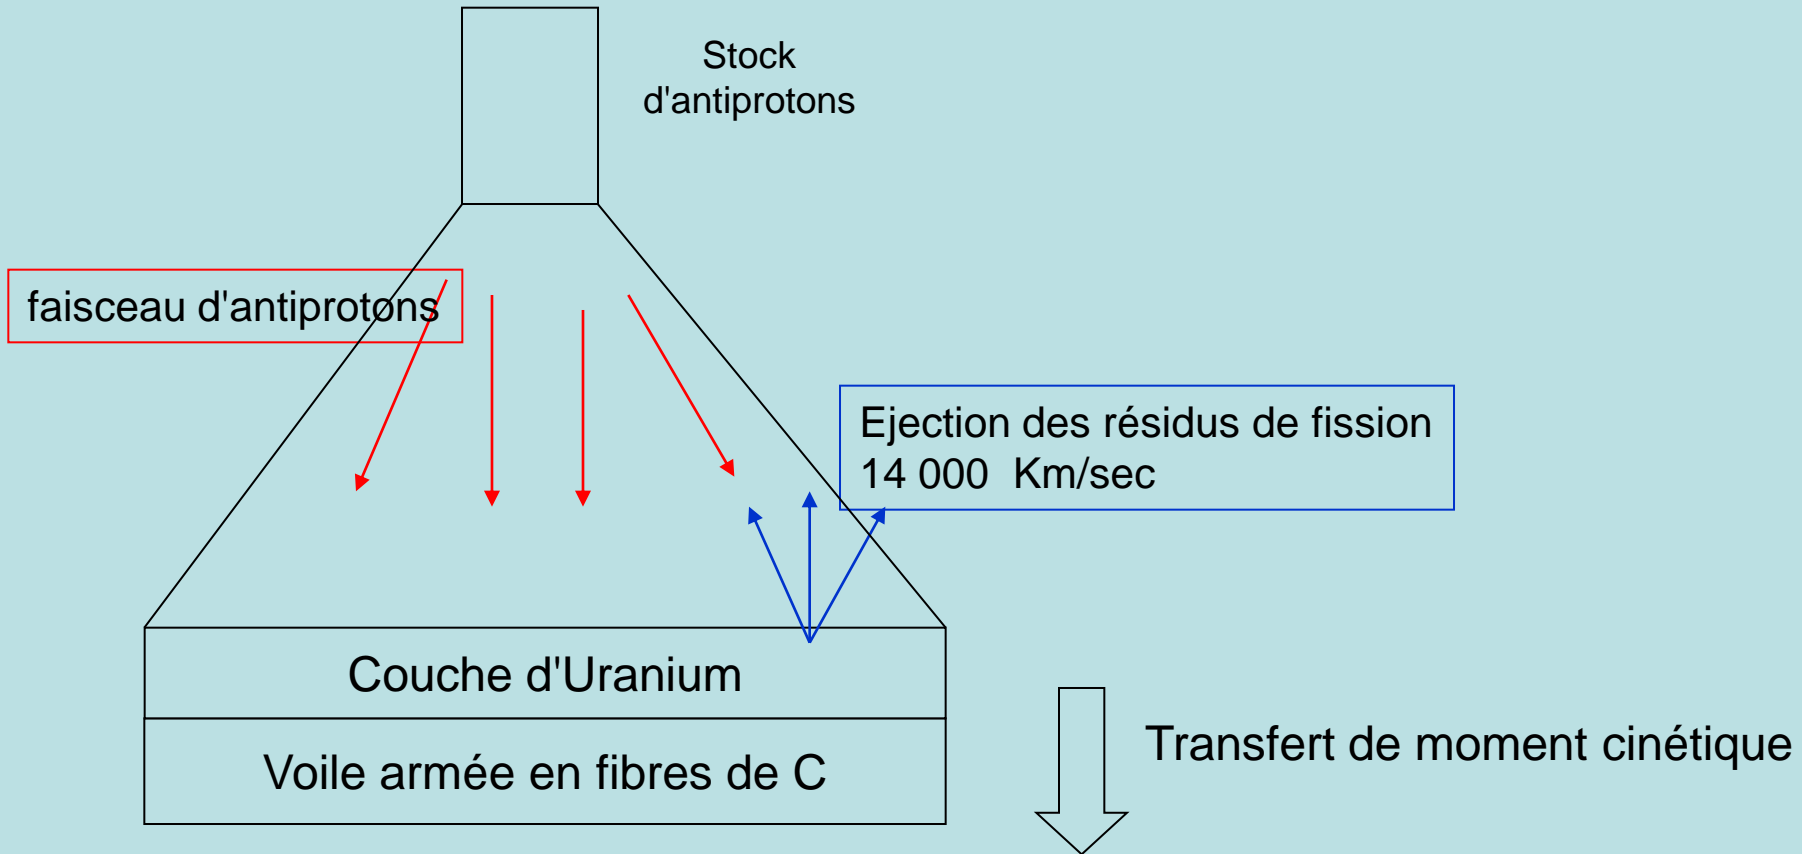 Stock
d'antiprotons
faisceau d'antiprotons
Ejection des résidus de fission
14 000  Km/sec
Couche d'Uranium
Voile armée en fibres de C
Transfert de moment cinétique